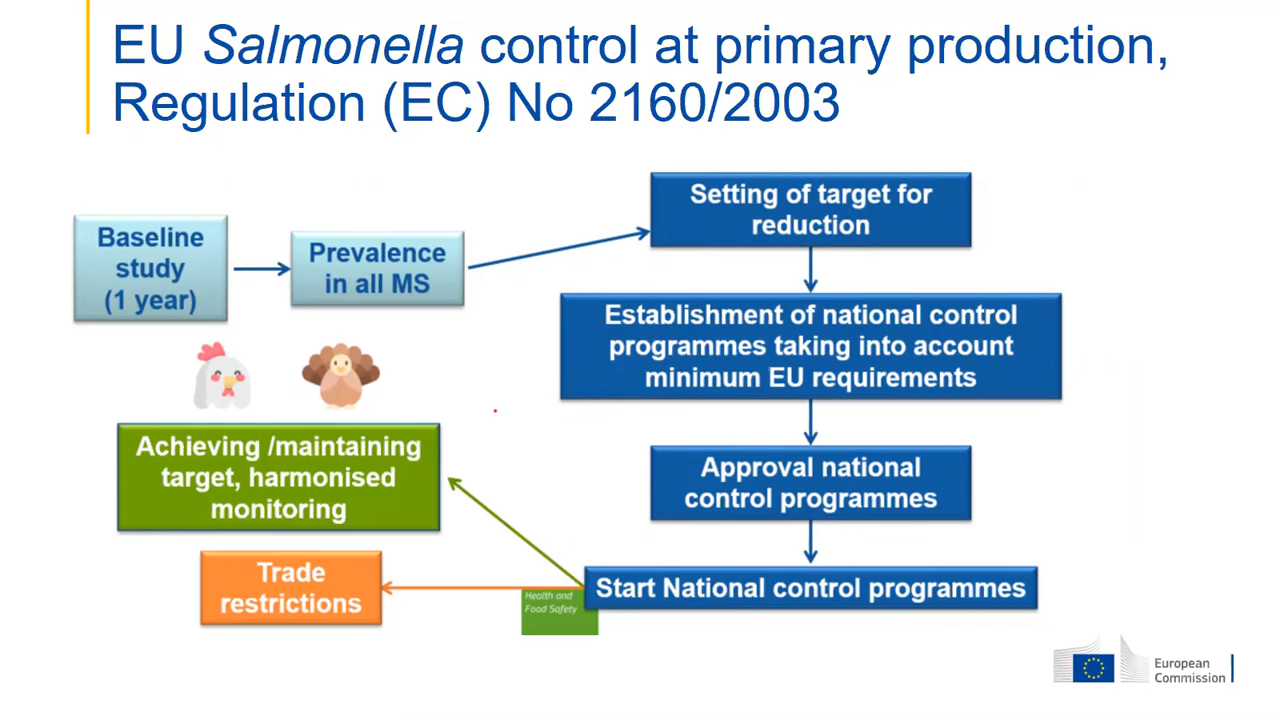 EU Salmonella control at primary production,
Regulation (EC) No 2160/2003
Baseline
study
(1 year)
Prevalence
in all MS
Setting of target for
reduction
Establishment of national control
programmes taking into account
minimum EU requirements
Approval national
control programmes
Start National control programmes
Achieving /maintaining
target, harmonised
monitoring
Trade
restrictions
Health and
Food Safety
European
Commission